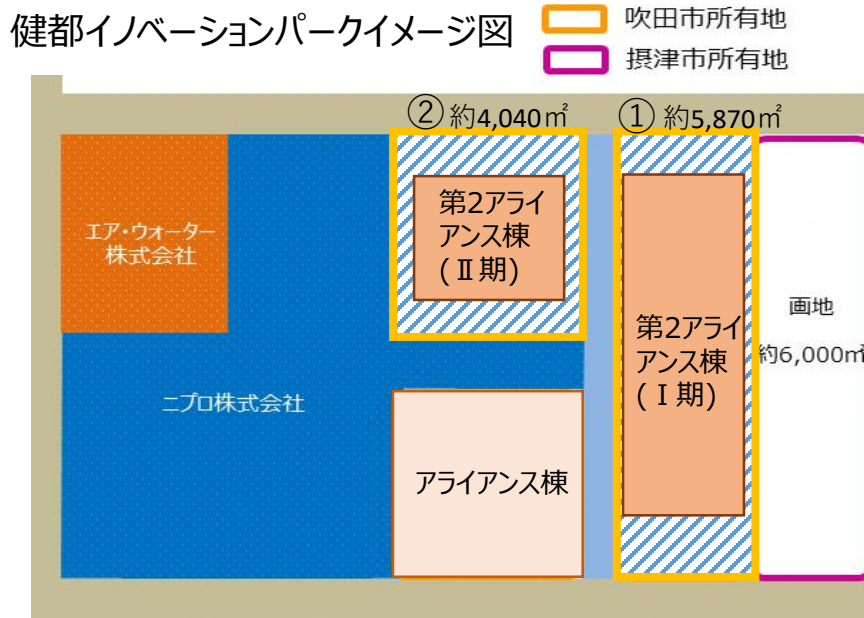 健都イノベーションパークイメージ図
吹田市所有地
摂津市所有地
② 約4,040㎡
① 約5,870㎡
エア・ウォーター
株式会社
第2アライ
アンス棟
(Ⅱ期)
ニプロ株式会社
アライアンス棟
第2アライ
アンス棟
(Ⅰ期)
画地
約6,000㎡